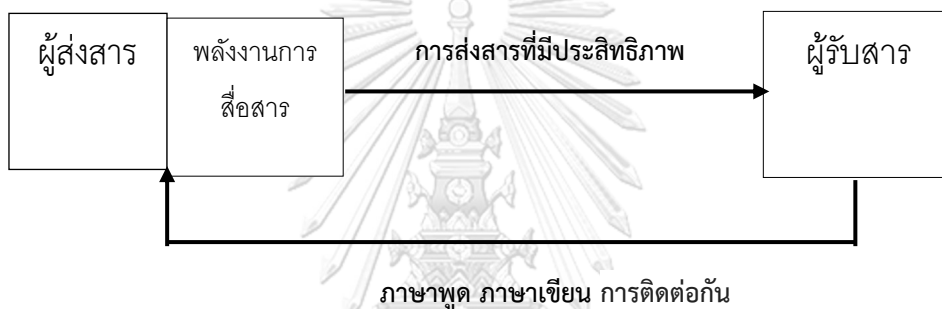 ผู้ส่งสาร
พลังงานการ
สื่อสาร
การส่งสารที่มีประสิทธิภาพ
ผู้รับสาร
ภาษาพูด ภาษาเขียน การติดต่อกัน